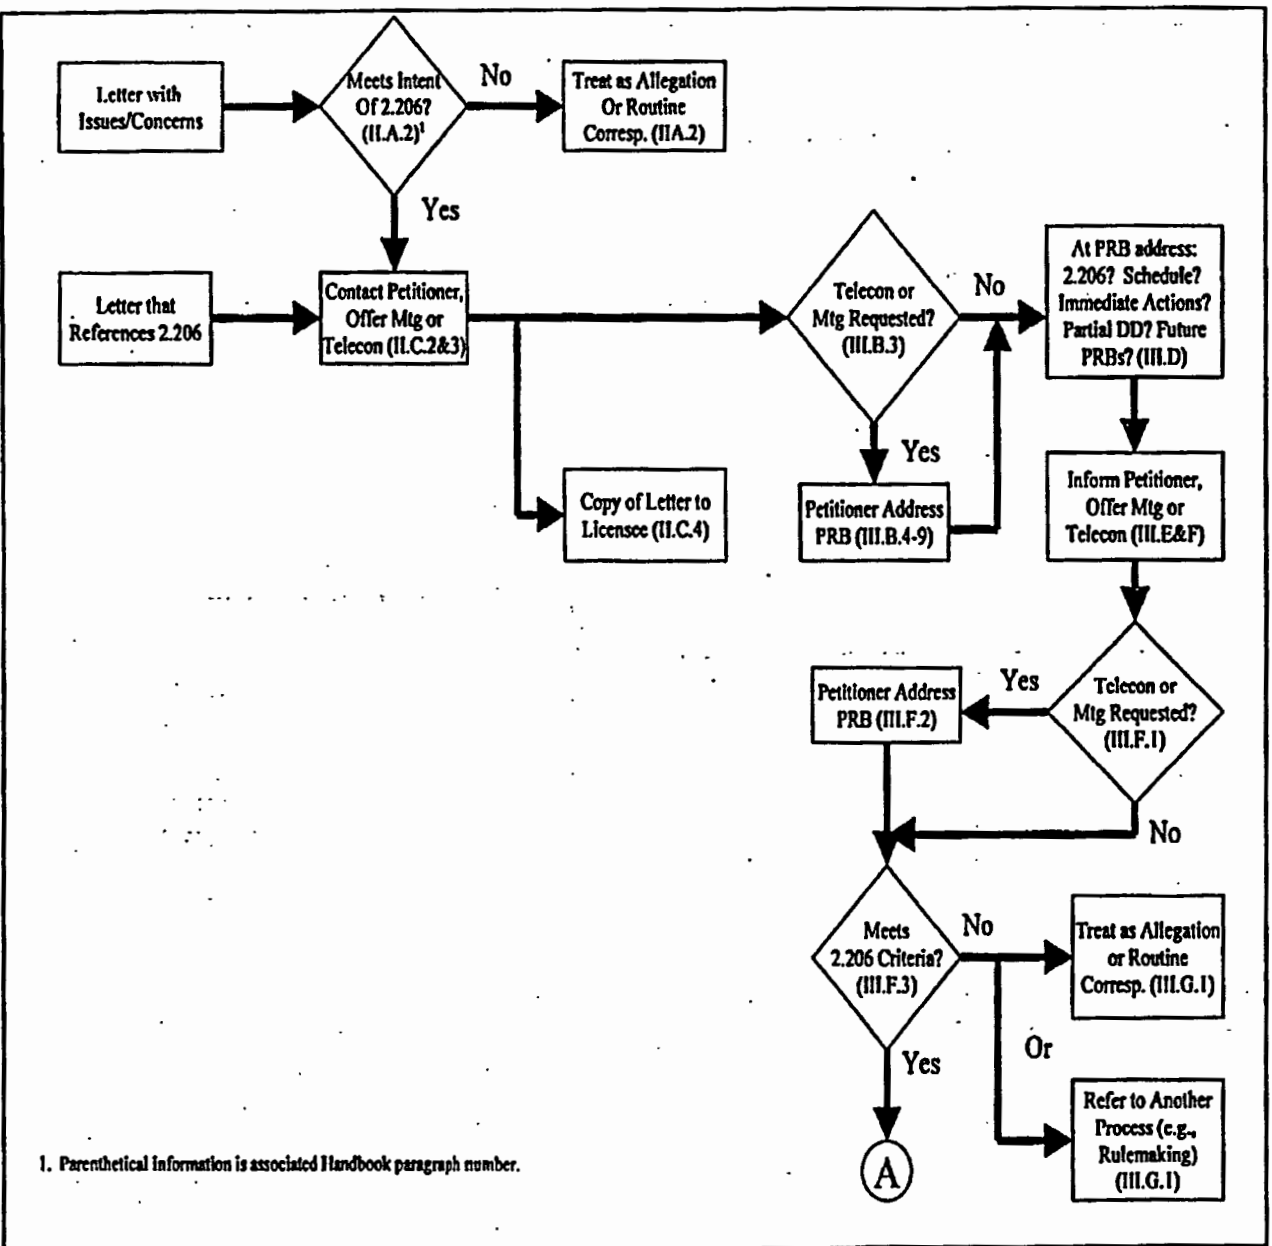 Letter with
Issues/Concerns
Meets Intent
Of 2.206?
(II.A.2)¹
No
Treat as Allegation
Or Routine
Corresp. (IIA.2)
Yes
Letter that
References 2.206
Contact Petitioner,
Offer Mtg or
Telecon (II.C.2&3)
Telecon or
Mtg Requested?
(III.B.3)
No
At PRB address:
2.206? Schedule?
Immediate Actions?
Partial DD? Future
PRBs? (III.D)
Yes
Copy of Letter to
Licensee (II.C.4)
Petitioner Address
PRB (III.B.4-9)
Inform Petitioner,
Offer Mtg or
Telecon (III.E&F)
Petitioner Address
PRB (III.F.2)
Yes
Telecon or
Mtg Requested?
(III.F.1)
No
Meets
2.206 Criteria?
(III.F.3)
No
Treat as Allegation
or Routine
Corresp. (III.G.1)
Or
Yes
Refer to Another
Process (e.g.,
Rulemaking)
(III.G.1)
A
1. Parenthetical information is associated Handbook paragraph number.